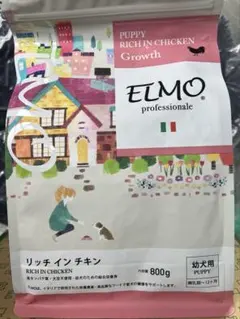 PUPPY
RICH IN CHICKEN
Growth
ELMO
professionale
リッチ イン チキン
RICH IN CHICKEN
800g
幼犬用
PUPPY